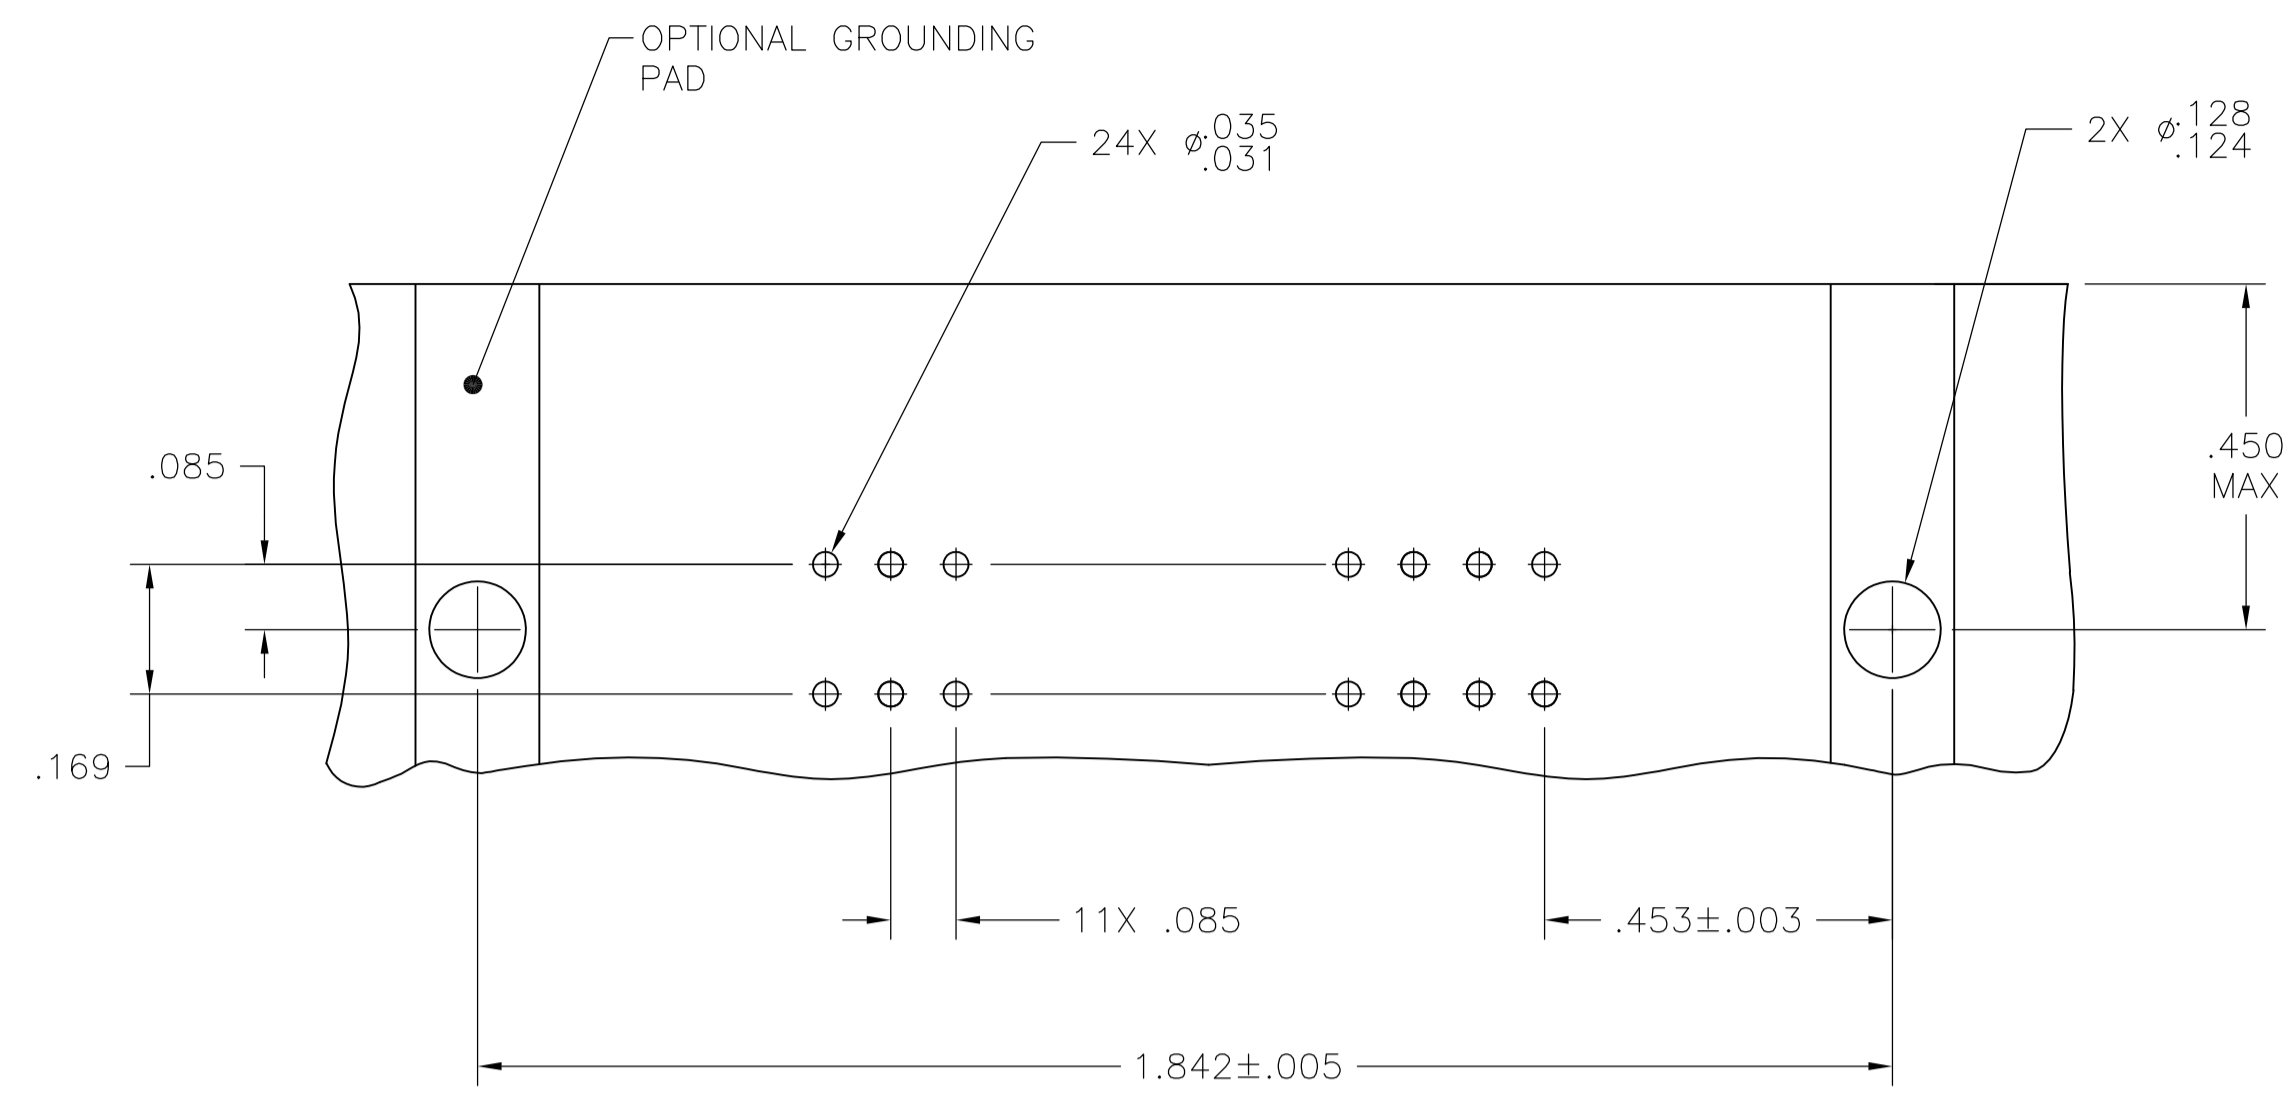 OPTIONAL GROUNDING
PAD
24X ⌀.035
.031
2X ⌀.128
.124
.085
.450
MAX
.169
11X .085
.453±.003
1.842±.005